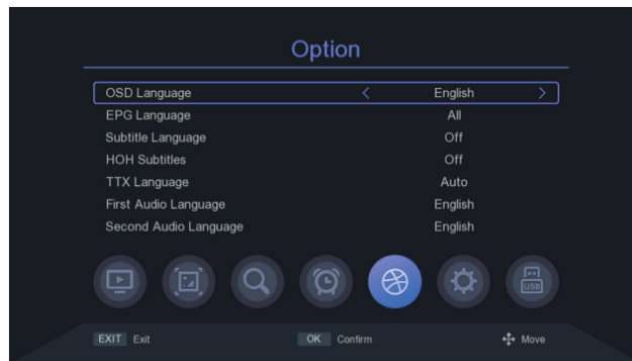 Option
OSD Language < English >
EPG Language All
Subtitle Language Off
HOH Subtitles Off
TTX Language Auto
First Audio Language English
Second Audio Language English
USB
EXIT Exit OK Confirm Move